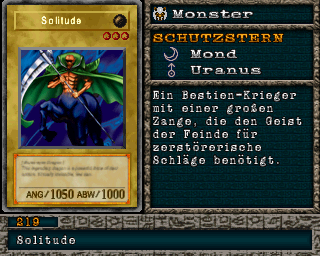 Solitude
ANG/1050 ABW/1000
Monster
SCHUTZSTERN
Mond
Uranus
Ein Bestien-Krieger
mit einer großen
Zange, die den Geist
der Feinde für
zerstörerische
Schläge benötigt.
219
Solitude